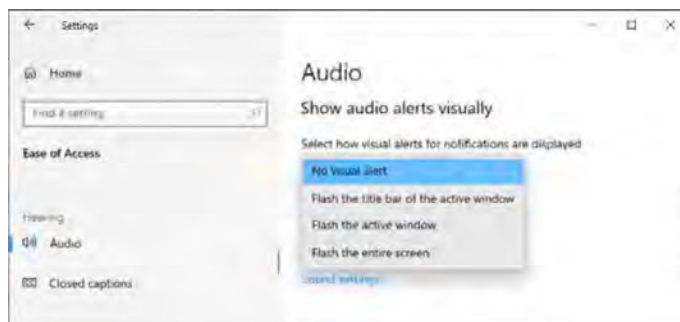 Settings
Home
Find a setting
Ease of Access
Hearing
Audio
Closed captions
Audio
Show audio alerts visually
Select how visual alerts for notifications are displayed
No visual alert
Flash the title bar of the active window
Flash the active window
Flash the entire screen
Sound settings